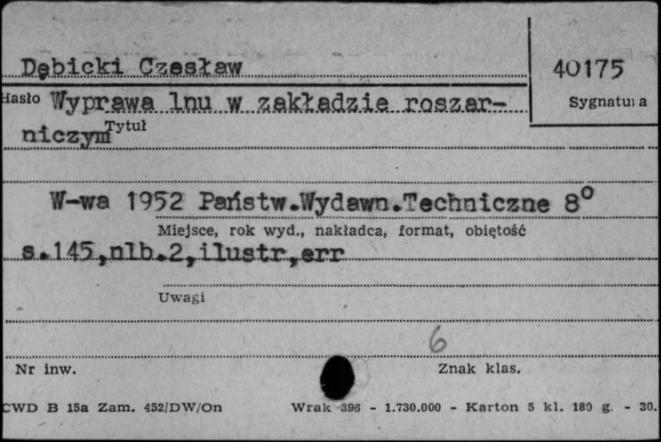 Dębicki Czesław
40175
Hasło
Sygnatura
Wyprawa lnu w zakładzie roszar-
niczym
Tytuł
W-wa 1952 Państw.Wydawn.Techniczne 8°
Miejsce, rok wyd., nakładca, format, objętość
s.145,nlb.2,ilustr,err
Uwagi
6
Nr inw.
Znak klas.
CWD B 15a Zam. 452/DW/On Wrak 396 - 1.730.000 - Karton 5 kl. 180 g. - 30.